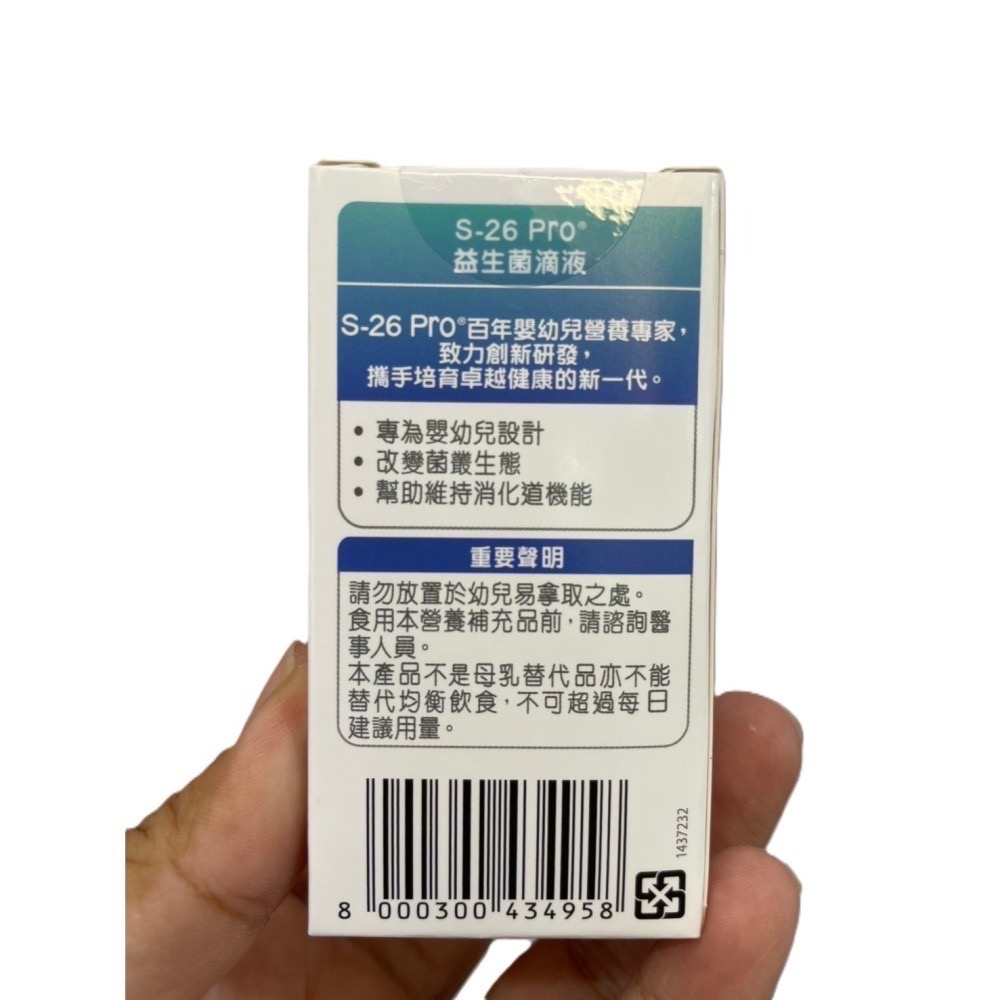 S-26 Pro®
益生菌滴液
S-26 Pro®百年嬰幼兒營養專家，
致力創新研發，
攜手培育卓越健康的新一代。
• 專為嬰幼兒設計
• 改變菌叢生態
• 幫助維持消化道機能
重要聲明
請勿放置於幼兒易拿取之處。
食用本營養補充品前，請諮詢醫
事人員。
本產品不是母乳替代品亦不能
替代均衡飲食，不可超過每日
建議用量。
1437232
8 000300 434958